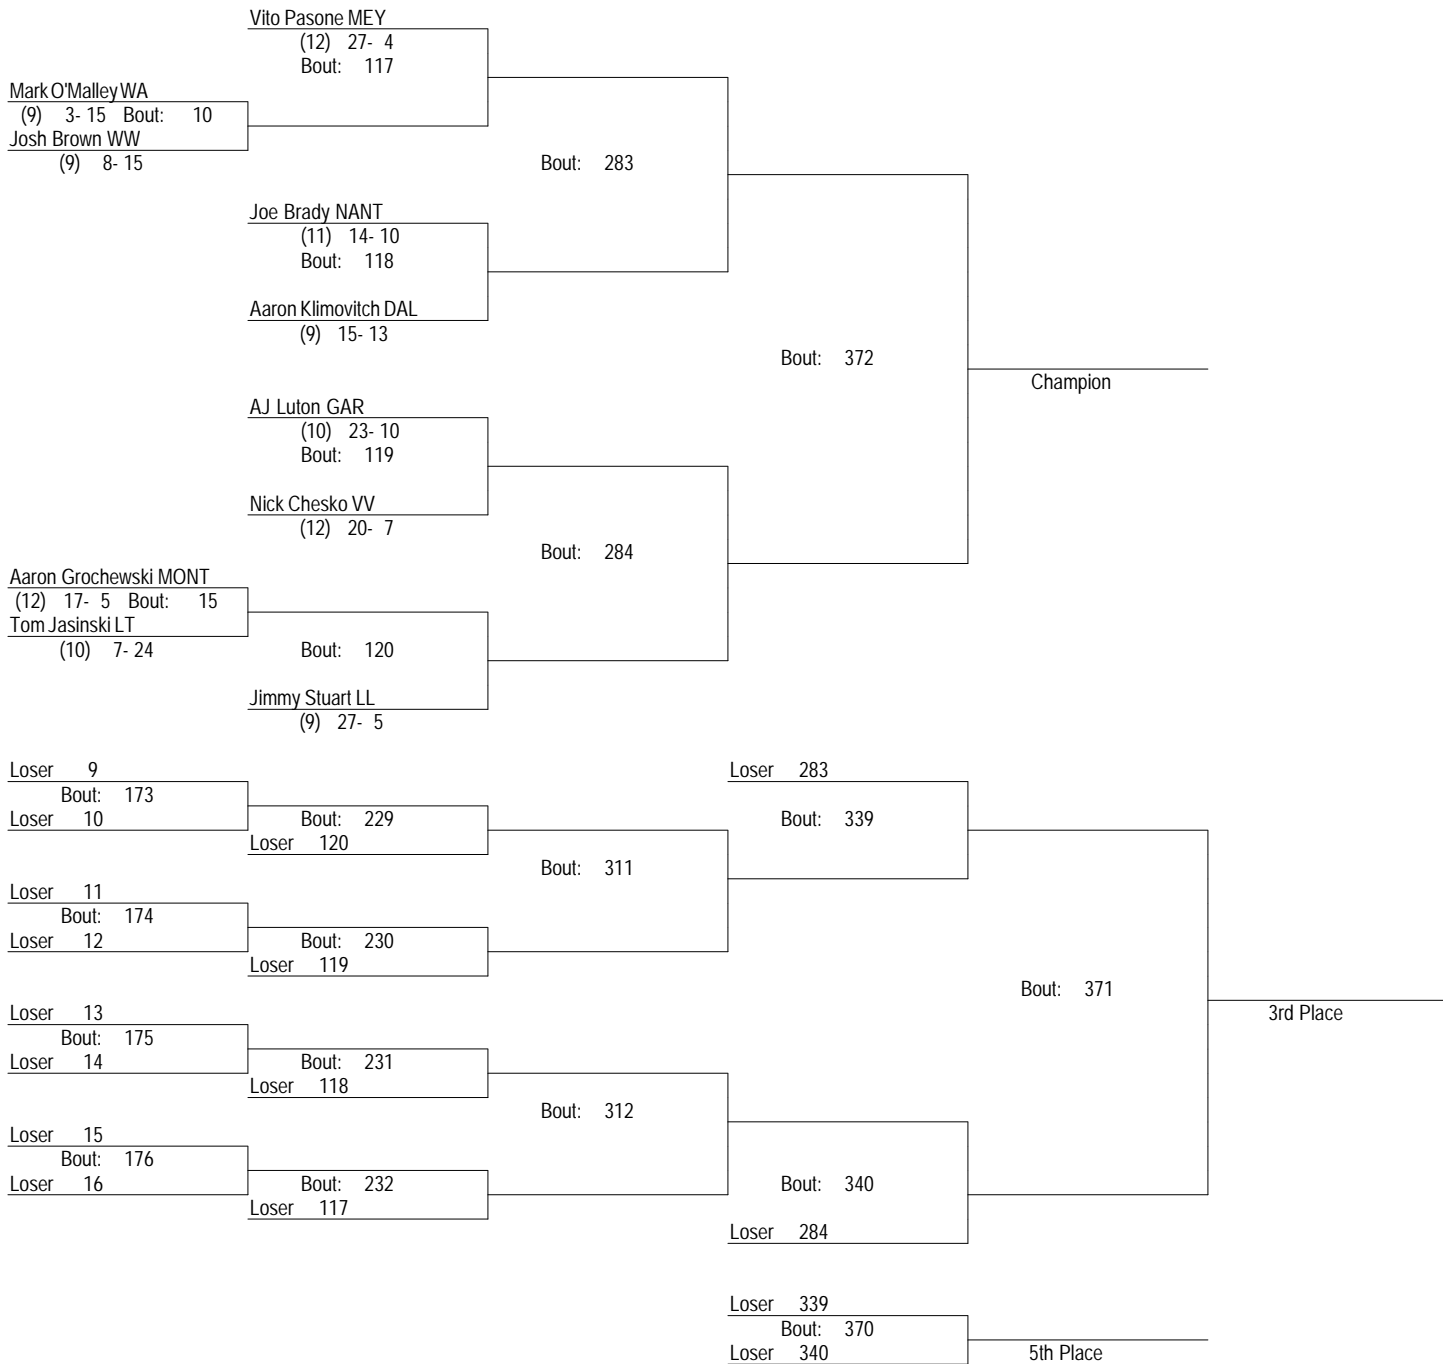 Vito Pasone MEY
(12) 27- 4
Bout: 117
Mark O'Malley WA
(9) 3- 15 Bout: 10
Josh Brown WW
(9) 8- 15
Bout: 283
Joe Brady NANT
(11) 14- 10
Bout: 118
Aaron Klimovitch DAL
(9) 15- 13
Bout: 372
Champion
AJ Luton GAR
(10) 23- 10
Bout: 119
Nick Chesko VV
(12) 20- 7
Bout: 284
Aaron Grochewski MONT
(12) 17- 5 Bout: 15
Tom Jasinski LT
(10) 7- 24
Bout: 120
Jimmy Stuart LL
(9) 27- 5
Loser 9
Bout: 173
Loser 10
Bout: 229
Loser 120
Loser 283
Bout: 339
Bout: 311
Loser 11
Bout: 174
Loser 12
Bout: 230
Loser 119
Bout: 371
3rd Place
Loser 13
Bout: 175
Loser 14
Bout: 231
Loser 118
Bout: 312
Loser 15
Bout: 176
Loser 16
Bout: 232
Loser 117
Bout: 340
Loser 284
Loser 339
Bout: 370
Loser 340
5th Place